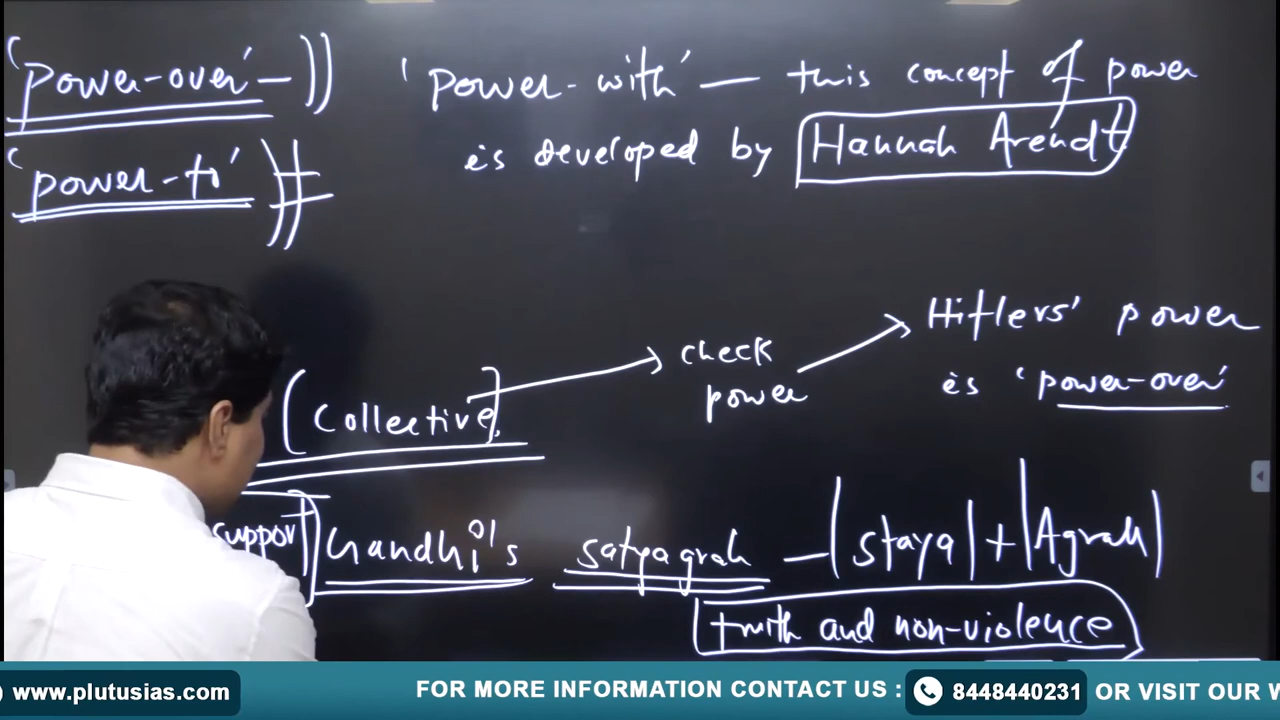 'power-over' –
'power-to'
'power-with' — this concept of power
is developed by Hannah Arendt
(Collective)
check
power
Hitlers' power
is 'power-over'
support
Gandhi's satyagrah – |Staya| + |Agrah|
truth and non-violence
www.plutusias.com
FOR MORE INFORMATION CONTACT US :
8448440231
OR VISIT OUR